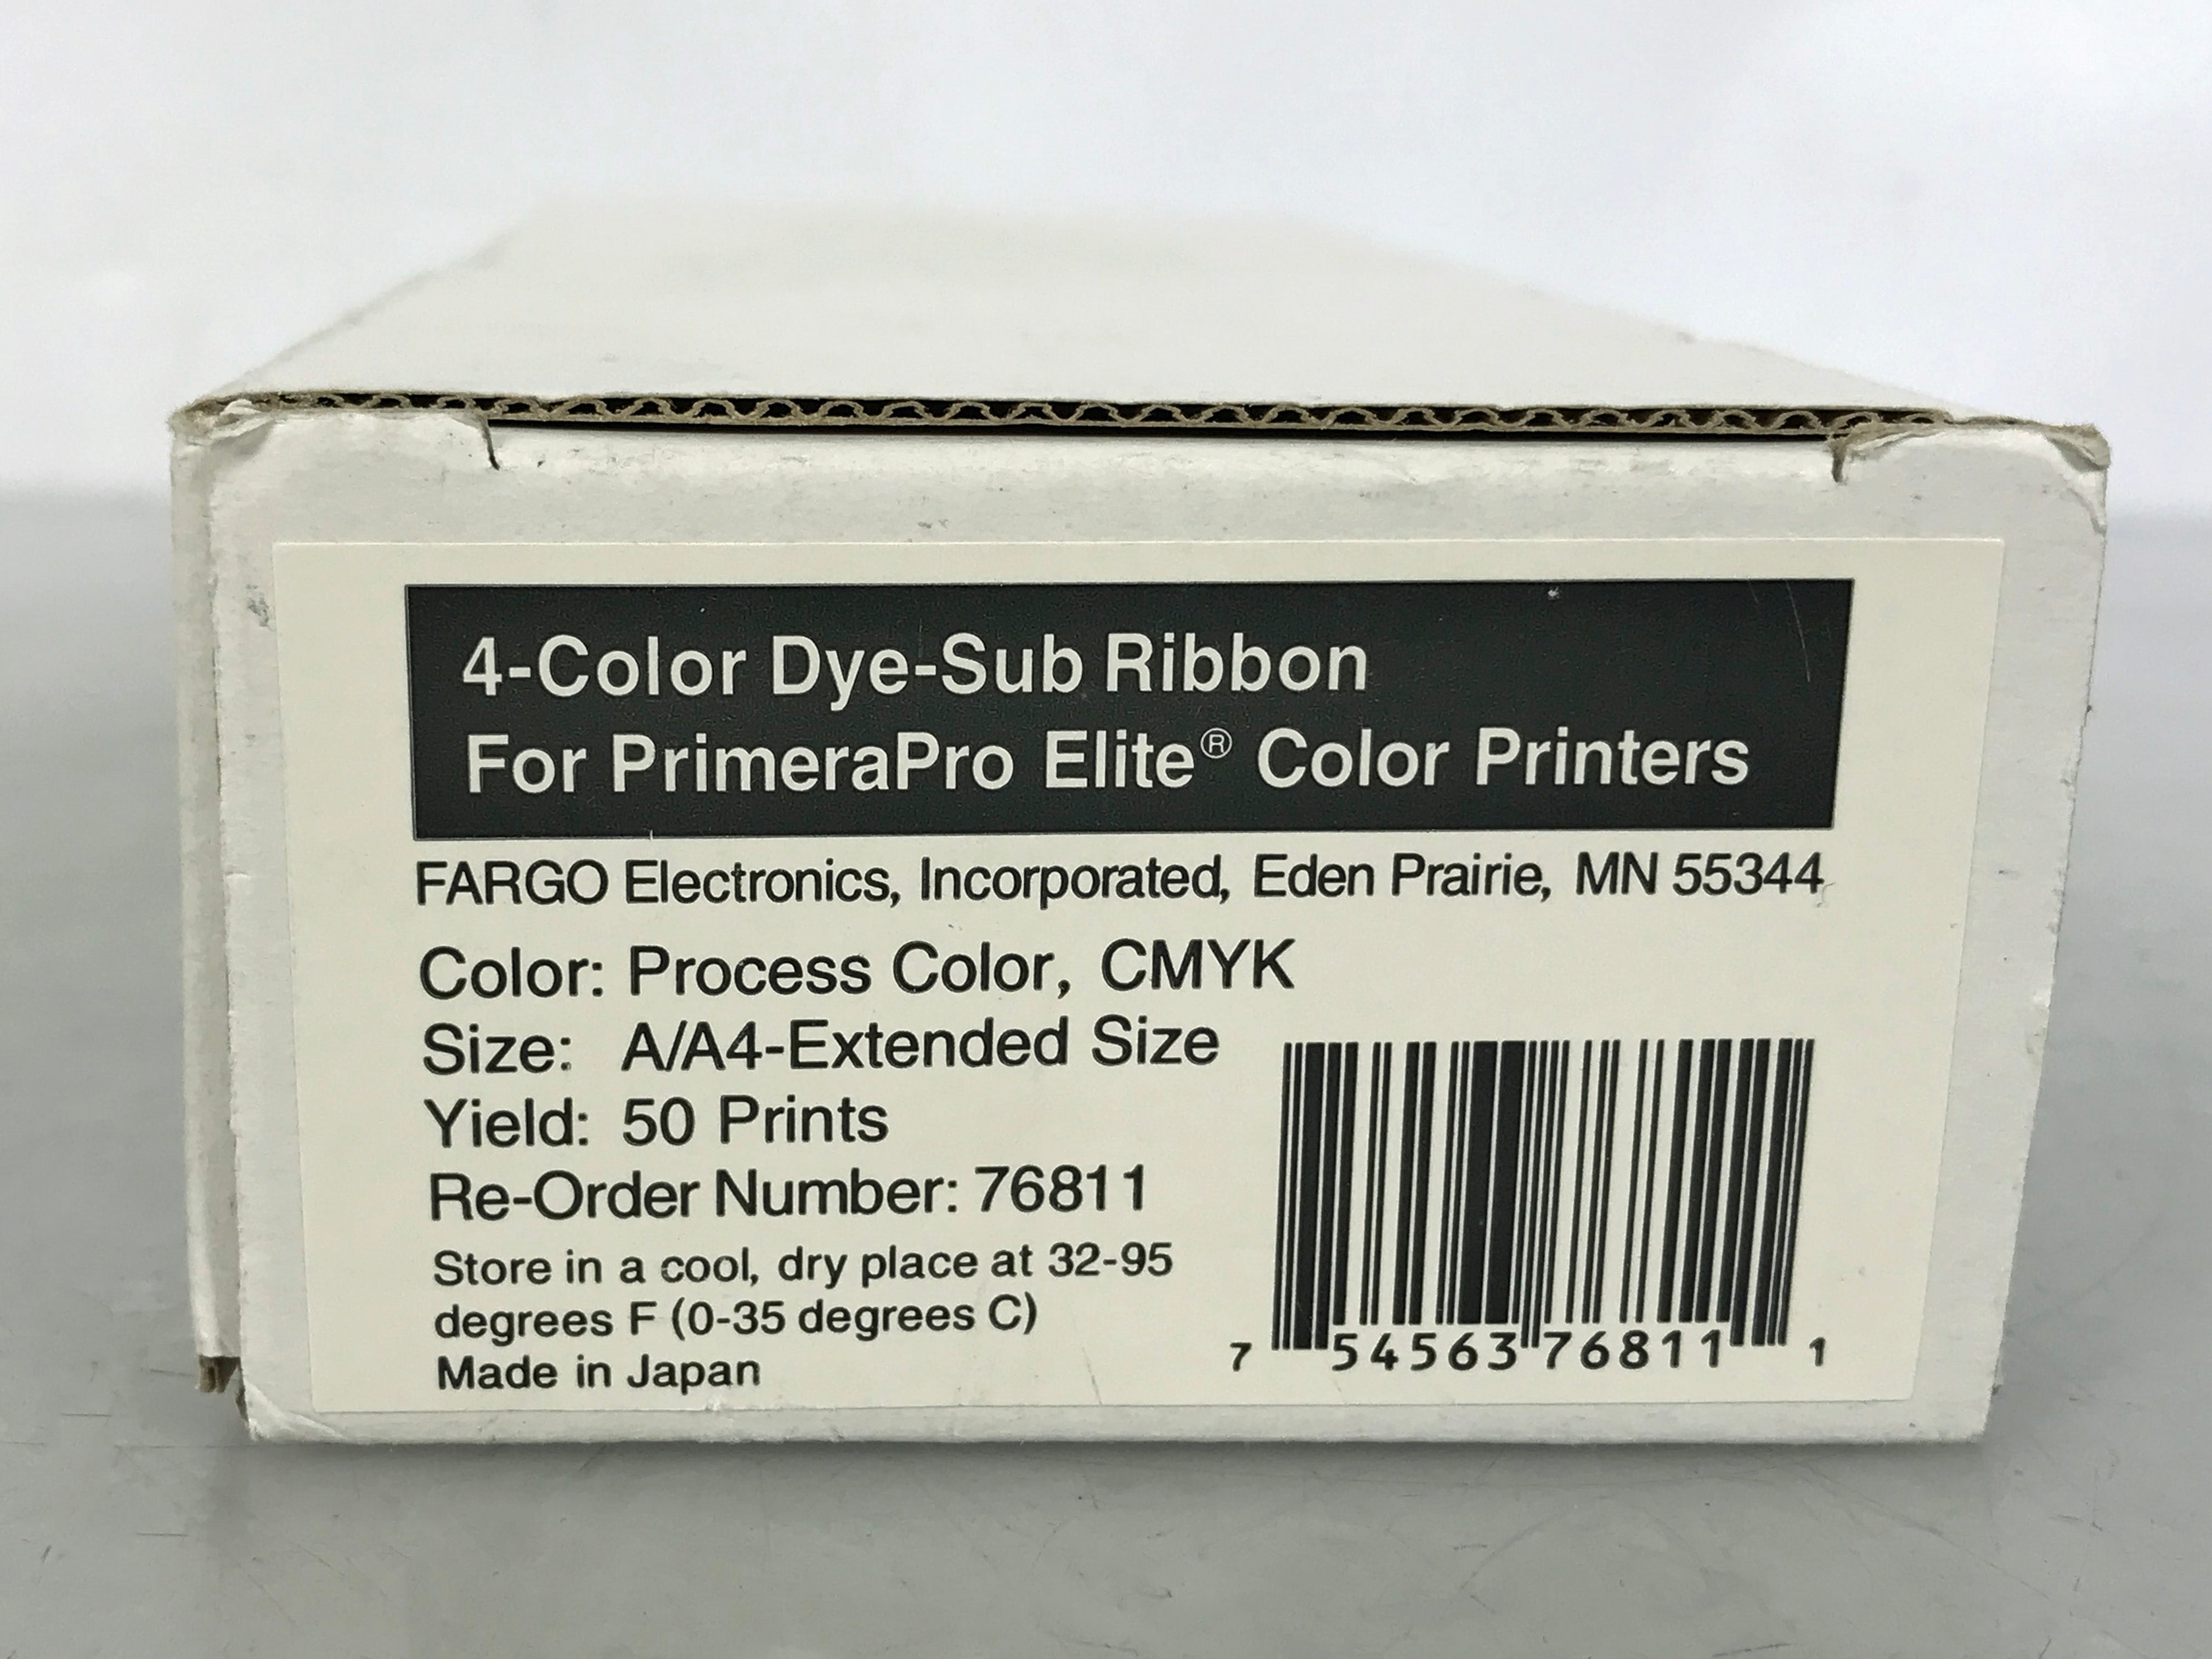 4-Color Dye-Sub Ribbon
For PrimeraPro Elite® Color Printers
FARGO Electronics, Incorporated, Eden Prairie, MN 55344
Color: Process Color, CMYK
Size: A/A4-Extended Size
Yield: 50 Prints
Re-Order Number: 76811
Store in a cool, dry place at 32-95
degrees F (0-35 degrees C)
Made in Japan
7 54563 76811 1